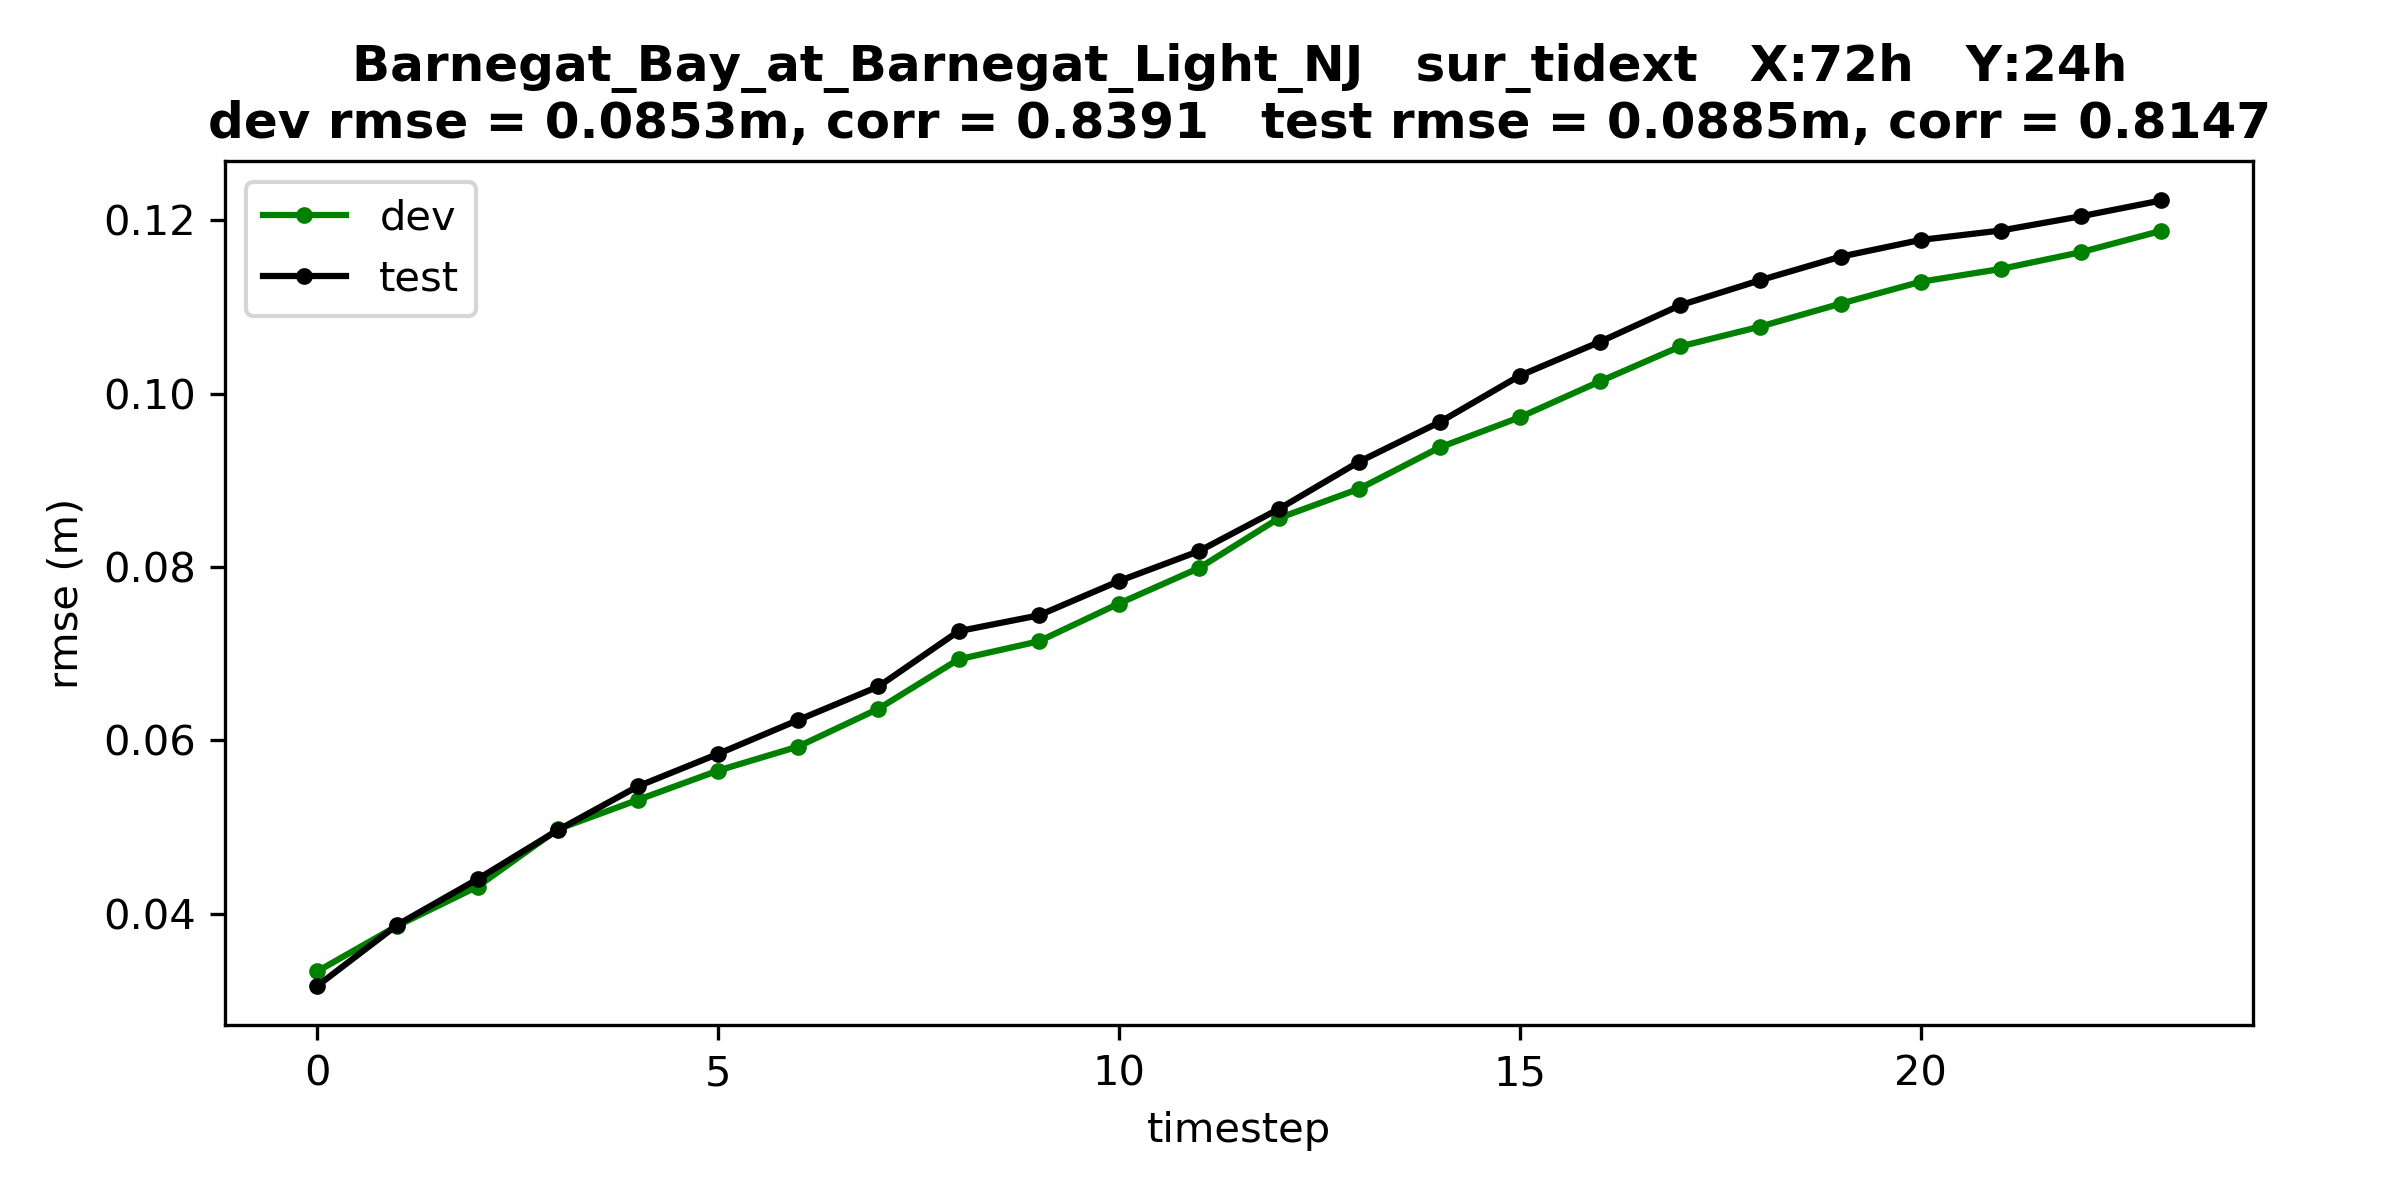 Barnegat_Bay_at_Barnegat_Light_NJ   sur_tidext   X:72h   Y:24h
dev rmse = 0.0853m, corr = 0.8391   test rmse = 0.0885m, corr = 0.8147
dev
test
0.12
0.10
0.08
0.06
0.04
rmse (m)
0 5 10 15 20
timestep